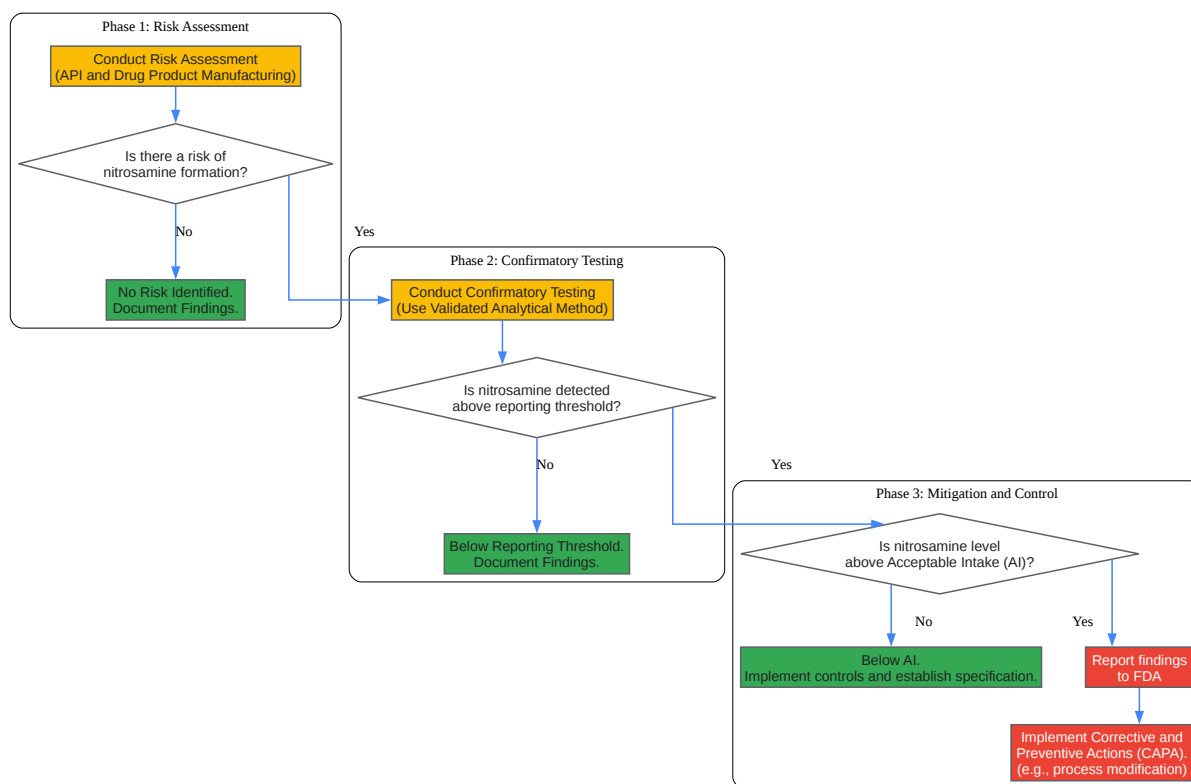 Phase 1: Risk Assessment
Conduct Risk Assessment
(API and Drug Product Manufacturing)
Is there a risk of
nitrosamine formation?
No
Yes
No Risk Identified.
Document Findings.
Phase 2: Confirmatory Testing
Conduct Confirmatory Testing
(Use Validated Analytical Method)
Is nitrosamine detected
above reporting threshold?
No
Yes
Below Reporting Threshold.
Document Findings.
Phase 3: Mitigation and Control
Is nitrosamine level
above Acceptable Intake (AI)?
No
Yes
Below AI.
Implement controls and establish specification.
Report findings
to FDA
Implement Corrective and
Preventive Actions (CAPA).
(e.g., process modification)